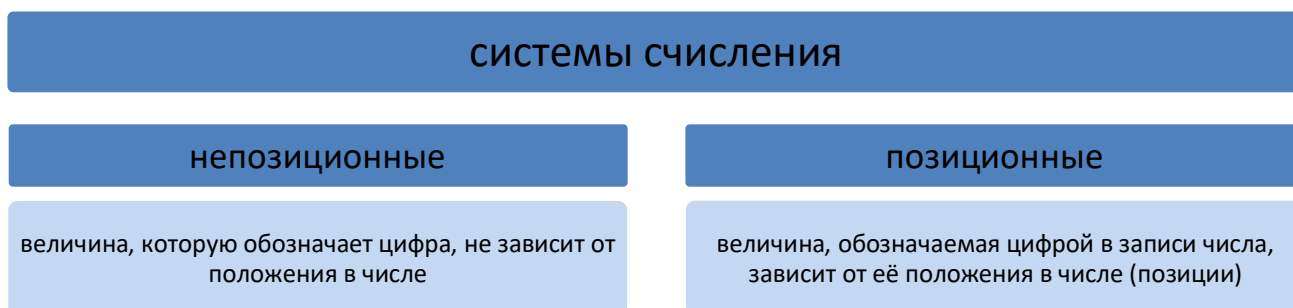 системы счисления
непозиционные
величина, которую обозначает цифра, не зависит от
положения в числе
позиционные
величина, обозначаемая цифрой в записи числа,
зависит от её положения в числе (позиции)